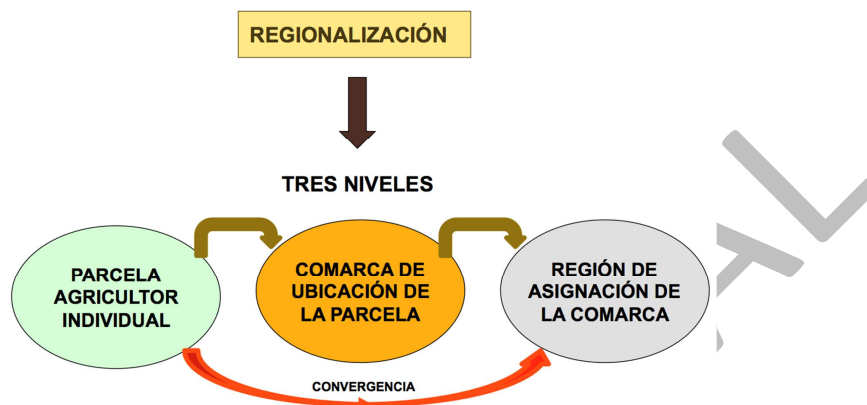 REGIONALIZACIÓN
TRES NIVELES
PARCELA
AGRICULTOR
INDIVIDUAL
COMARCA DE
UBICACIÓN DE
LA PARCELA
REGIÓN DE
ASIGNACIÓN DE
LA COMARCA
CONVERGENCIA